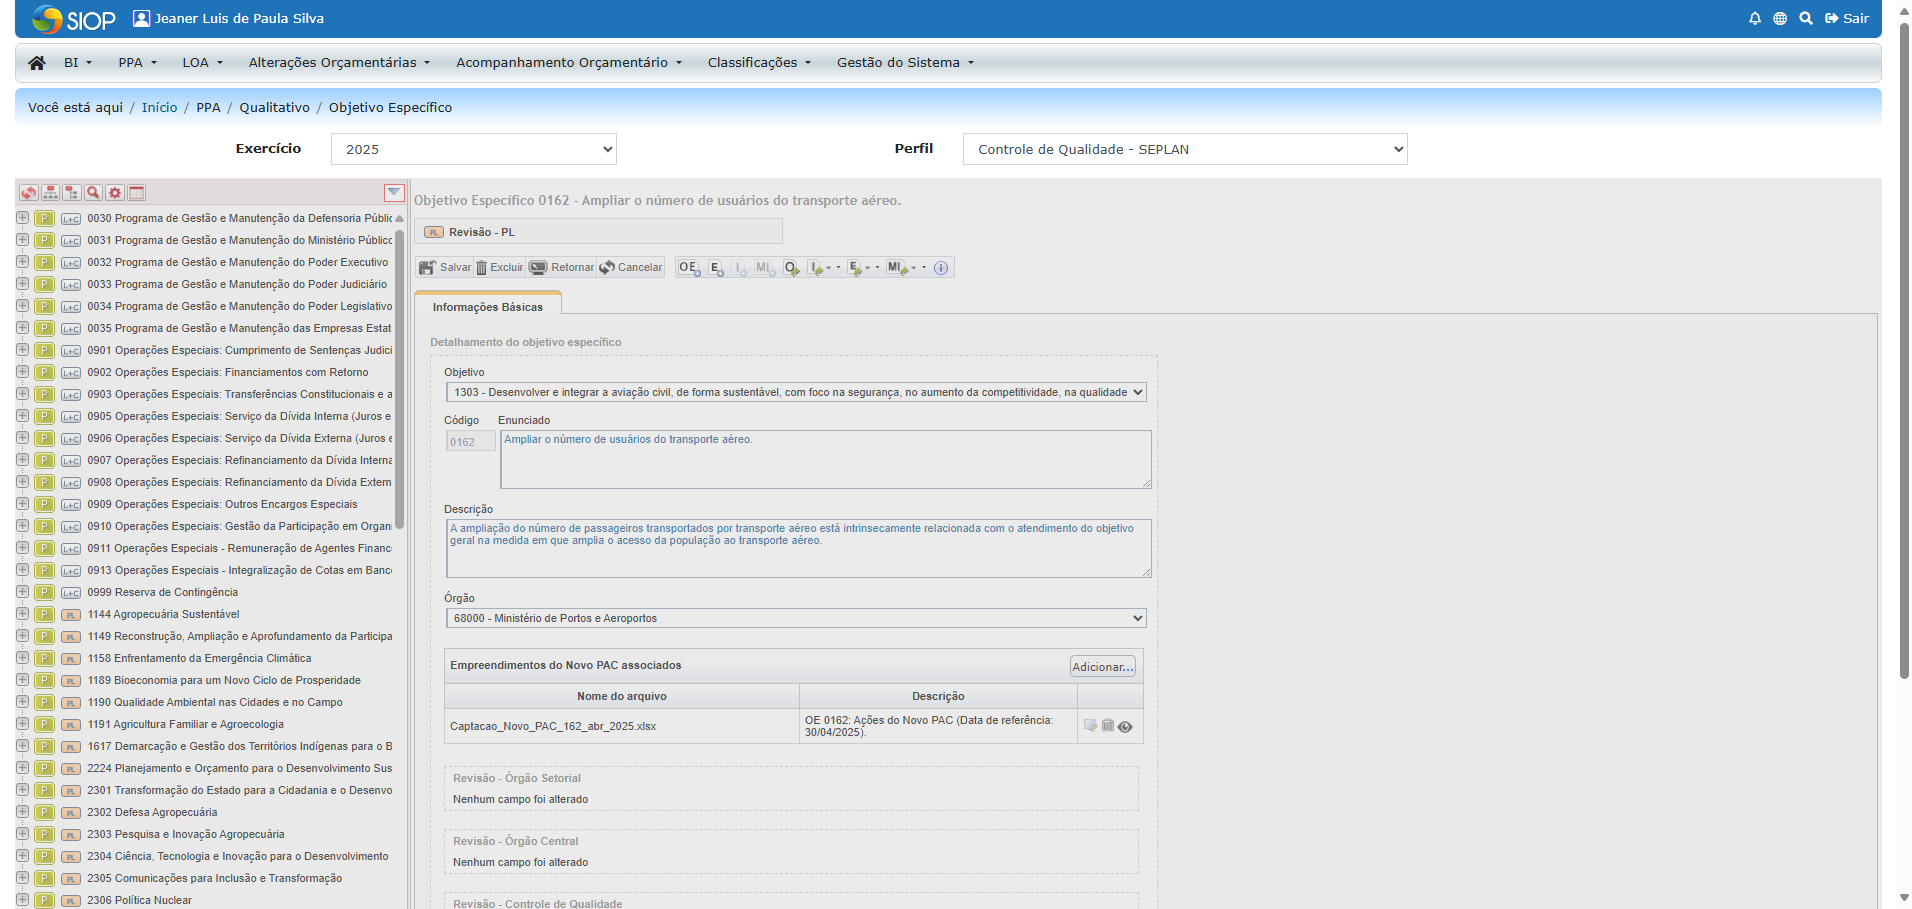 SIOP Jeaner Luis de Paula Silva Sair
BI PPA LOA Alterações Orçamentárias Acompanhamento Orçamentário Classificações Gestão do Sistema
Você está aqui / Início / PPA / Qualitativo / Objetivo Específico
Exercício 2025 Perfil Controle de Qualidade - SEPLAN
P L+C 0030 Programa de Gestão e Manutenção da Defensoria Públic
P L+C 0031 Programa de Gestão e Manutenção do Ministério Público
P L+C 0032 Programa de Gestão e Manutenção do Poder Executivo
P L+C 0033 Programa de Gestão e Manutenção do Poder Judiciário
P L+C 0034 Programa de Gestão e Manutenção do Poder Legislativo
P L+C 0035 Programa de Gestão e Manutenção das Empresas Estat
P L+C 0901 Operações Especiais: Cumprimento de Sentenças Judici
P L+C 0902 Operações Especiais: Financiamentos com Retorno
P L+C 0903 Operações Especiais: Transferências Constitucionais e a
P L+C 0905 Operações Especiais: Serviço da Dívida Interna (Juros e
P L+C 0906 Operações Especiais: Serviço da Dívida Externa (Juros e
P L+C 0907 Operações Especiais: Refinanciamento da Dívida Interna
P L+C 0908 Operações Especiais: Refinanciamento da Dívida Extern
P L+C 0909 Operações Especiais: Outros Encargos Especiais
P L+C 0910 Operações Especiais: Gestão da Participação em Organi
P L+C 0911 Operações Especiais - Remuneração de Agentes Finance
P L+C 0913 Operações Especiais - Integralização de Cotas em Banco
P L+C 0999 Reserva de Contingência
P PL 1144 Agropecuária Sustentável
P PL 1149 Reconstrução, Ampliação e Aprofundamento da Participa
P PL 1158 Enfrentamento da Emergência Climática
P PL 1189 Bioeconomia para um Novo Ciclo de Prosperidade
P PL 1190 Qualidade Ambiental nas Cidades e no Campo
P PL 1191 Agricultura Familiar e Agroecologia
P PL 1617 Demarcação e Gestão dos Territórios Indígenas para o B
P PL 2224 Planejamento e Orçamento para o Desenvolvimento Sus
P PL 2301 Transformação do Estado para a Cidadania e o Desenvo
P PL 2302 Defesa Agropecuária
P PL 2303 Pesquisa e Inovação Agropecuária
P PL 2304 Ciência, Tecnologia e Inovação para o Desenvolvimento
P PL 2305 Comunicações para Inclusão e Transformação
P PL 2306 Política Nuclear
Objetivo Específico 0162 - Ampliar o número de usuários do transporte aéreo.
PL Revisão - PL
Salvar Excluir Retornar Cancelar OE E I MI O I E MI
Informações Básicas
Detalhamento do objetivo específico
Objetivo
1303 - Desenvolver e integrar a aviação civil, de forma sustentável, com foco na segurança, no aumento da competitividade, na qualidade
Código Enunciado
0162 Ampliar o número de usuários do transporte aéreo.
Descrição
A ampliação do número de passageiros transportados por transporte aéreo está intrinsecamente relacionada com o atendimento do objetivo
geral na medida em que amplia o acesso da população ao transporte aéreo.
Órgão
68000 - Ministério de Portos e Aeroportos
Empreendimentos do Novo PAC associados Adicionar...
Nome do arquivo Descrição
Captacao_Novo_PAC_162_abr_2025.xlsx OE 0162: Ações do Novo PAC (Data de referência:
30/04/2025).
Revisão - Órgão Setorial
Nenhum campo foi alterado
Revisão - Órgão Central
Nenhum campo foi alterado
Revisão - Controle de Qualidade